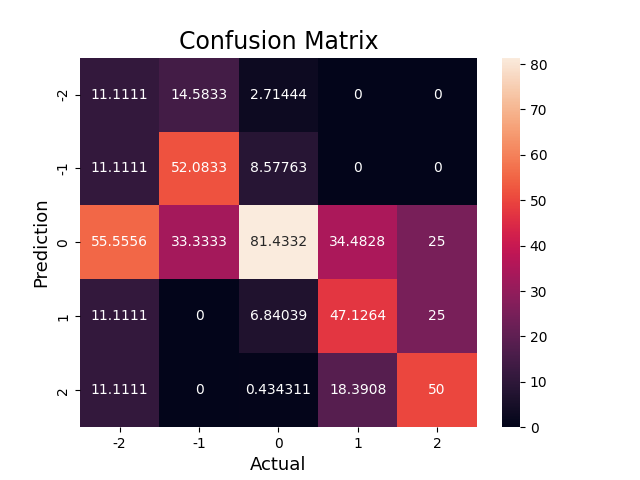 Confusion Matrix
-2 11.1111 14.5833 2.71444 0 0
-1 11.1111 52.0833 8.57763 0 0
0 55.5556 33.3333 81.4332 34.4828 25
1 11.1111 0 6.84039 47.1264 25
2 11.1111 0 0.434311 18.3908 50
-2 -1 0 1 2
Prediction
Actual
80
70
60
50
40
30
20
10
0